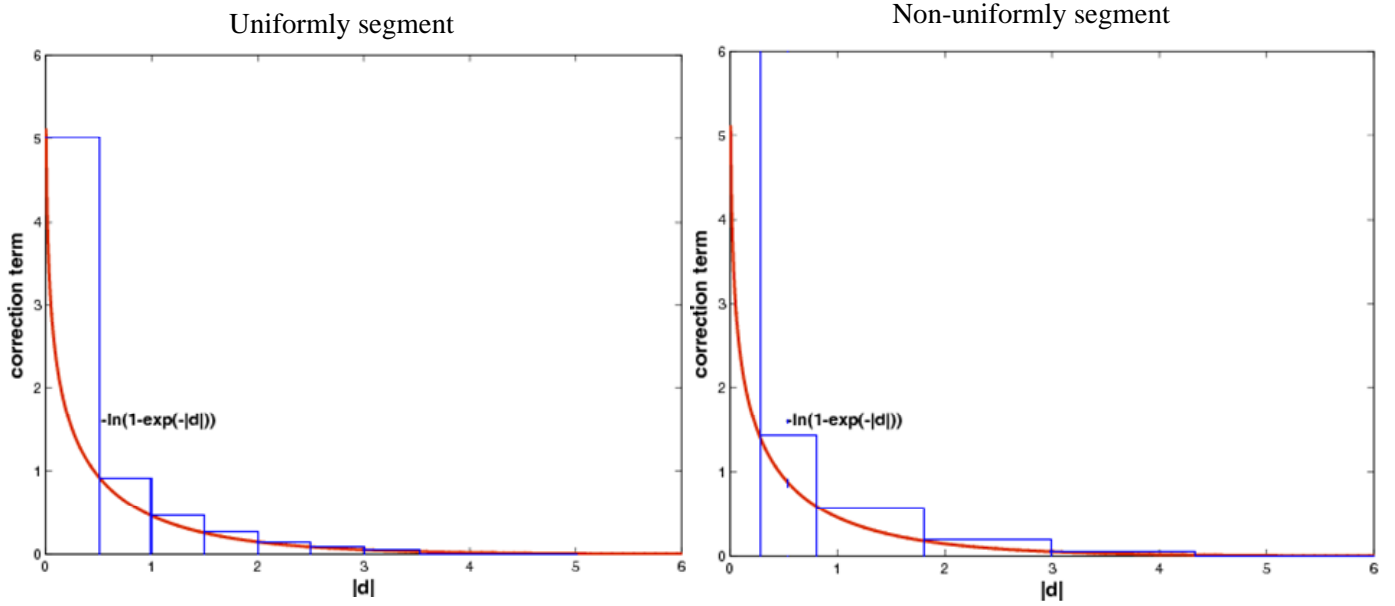 Uniformly segment
6
5
4
3
2
1
0
correction term
-ln(1-exp(-|d|))
0 1 2 3 4 5 6
|d|
Non-uniformly segment
6
5
4
3
2
1
0
correction term
-ln(1-exp(-|d|))
0 1 2 3 4 5 6
|d|